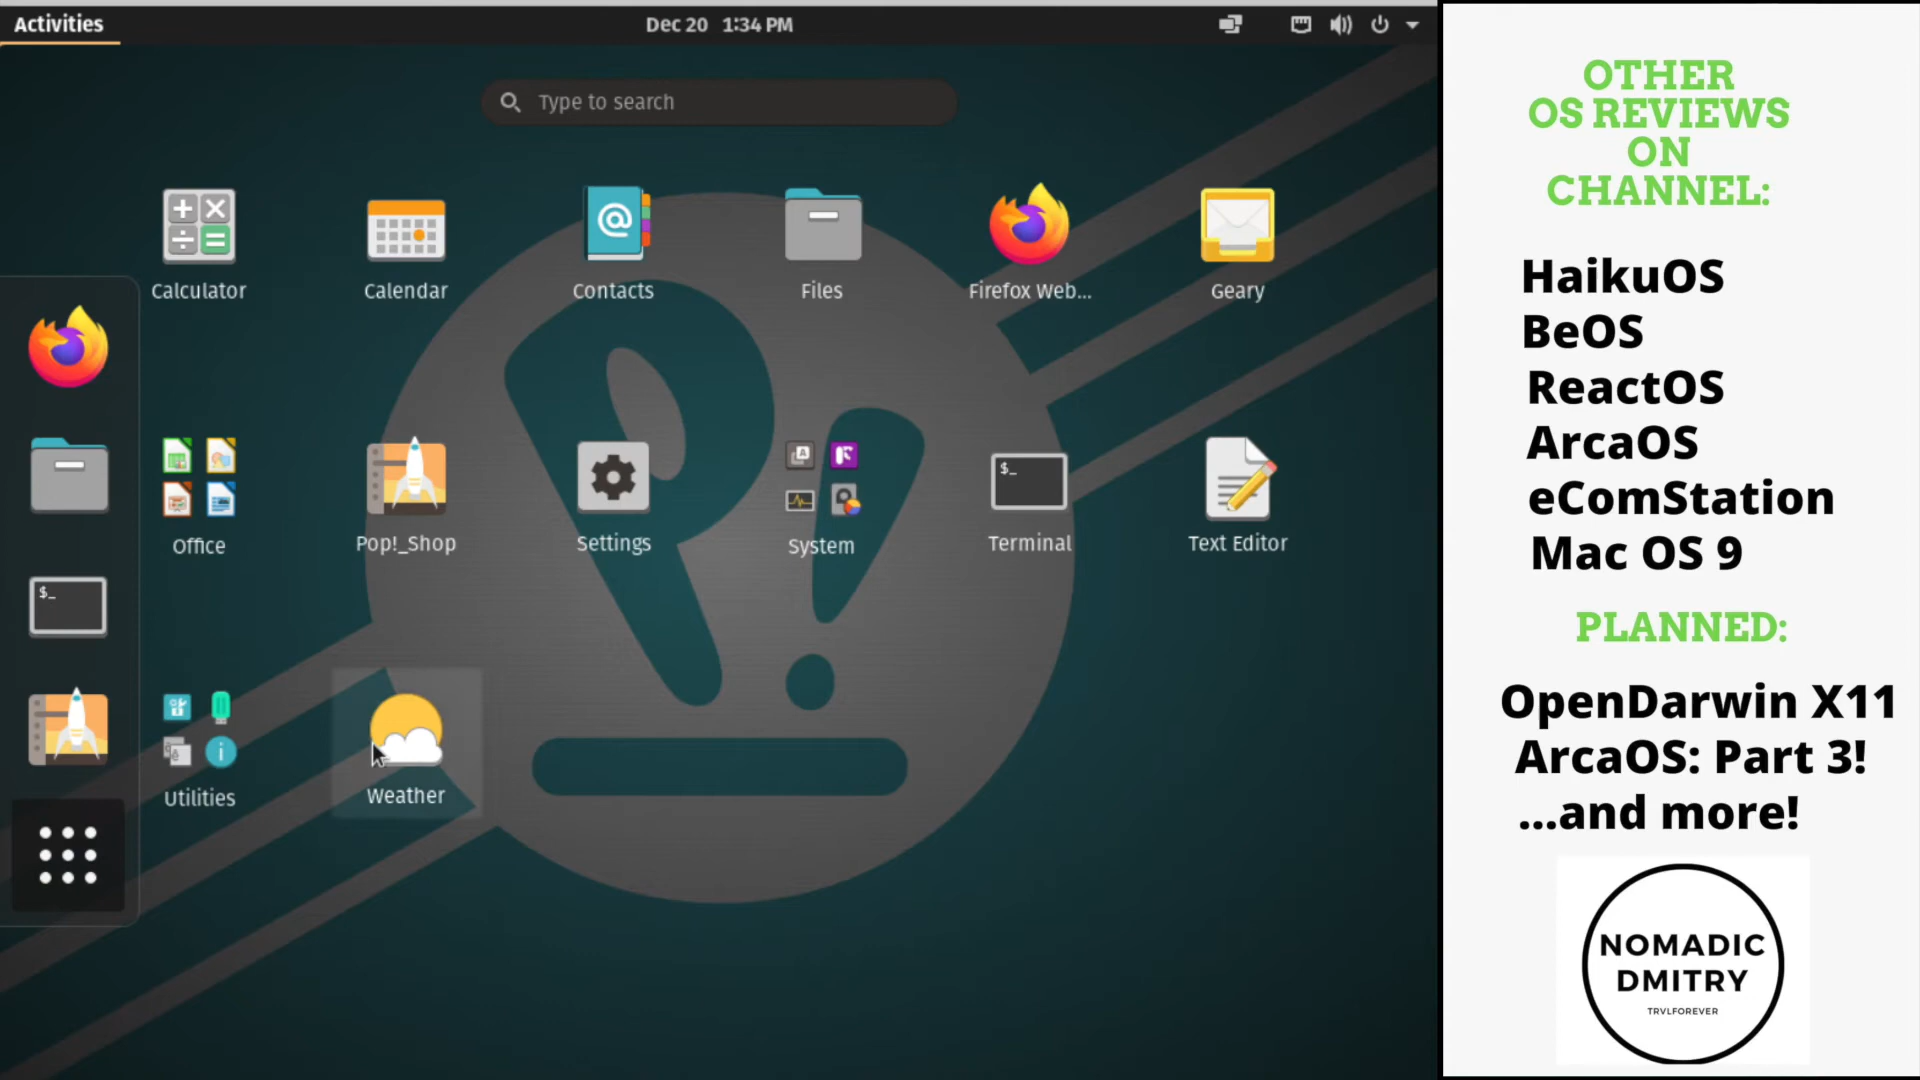 Activities
Dec 20 1:34 PM
Type to search
Calculator
Calendar
Contacts
Files
Firefox Web...
Geary
Office
Pop!_Shop
Settings
System
Terminal
Text Editor
Utilities
Weather
$_
$_
OTHER
OS REVIEWS
ON
CHANNEL:
HaikuOS
BeOS
ReactOS
ArcaOS
eComStation
Mac OS 9
PLANNED:
OpenDarwin X11
ArcaOS: Part 3!
...and more!
NOMADIC
DMITRY
TRVLFOREVER